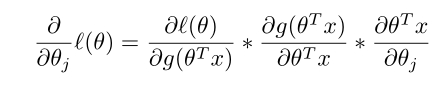 ∂/∂θ_j ℓ(θ) = ∂ℓ(θ)/∂g(θ^T x) * ∂g(θ^T x)/∂θ^T x * ∂θ^T x/∂θ_j